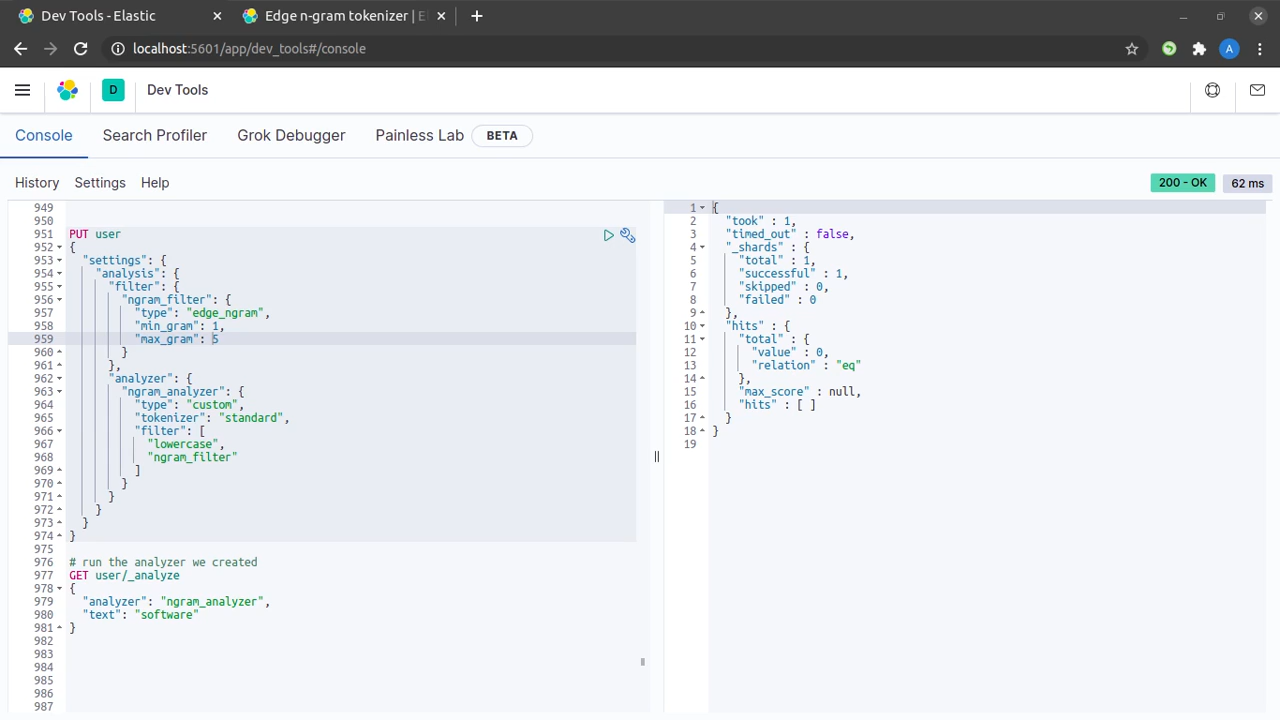 Dev Tools - Elastic
Edge n-gram tokenizer | E
localhost:5601/app/dev_tools#/console
A
D
Dev Tools
Console
Search Profiler
Grok Debugger
Painless Lab
BETA
History
Settings
Help
200 - OK
62 ms
949
950
951 PUT user
952 {
953 "settings": {
954 "analysis": {
955 "filter": {
956 "ngram_filter": {
957 "type": "edge_ngram",
958 "min_gram": 1,
959 "max_gram": 5
960 }
961 },
962 "analyzer": {
963 "ngram_analyzer": {
964 "type": "custom",
965 "tokenizer": "standard",
966 "filter": [
967 "lowercase",
968 "ngram_filter"
969 ]
970 }
971 }
972 }
973 }
974 }
975
976 # run the analyzer we created
977 GET user/_analyze
978 {
979 "analyzer": "ngram_analyzer",
980 "text": "software"
981 }
982
983
984
985
986
987
1 {
2 "took" : 1,
3 "timed_out" : false,
4 "_shards" : {
5 "total" : 1,
6 "successful" : 1,
7 "skipped" : 0,
8 "failed" : 0
9 },
10 "hits" : {
11 "total" : {
12 "value" : 0,
13 "relation" : "eq"
14 },
15 "max_score" : null,
16 "hits" : [ ]
17 }
18 }
19